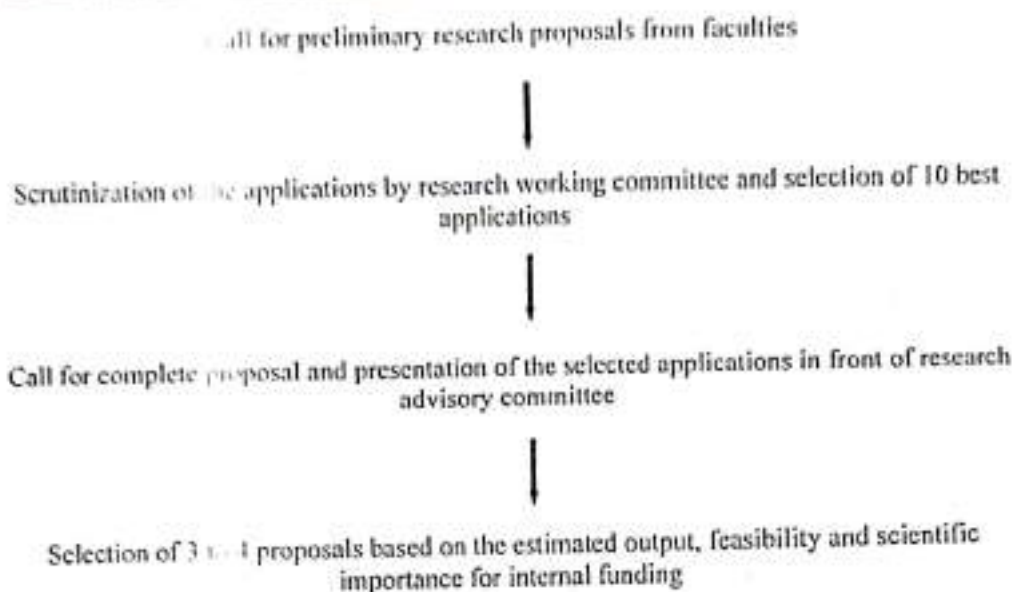 for preliminary research proposals from faculties
Scrutinization of applications by research working committee and selection of 10 best
applications
Call for complete proposal and presentation of the selected applications in front of research
advisory committee
Selection of 3 proposals based on the estimated output, feasibility and scientific
importance for internal funding